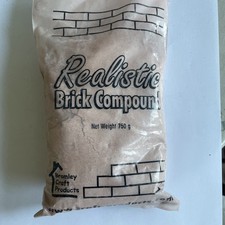 Realistic
Brick Compound
Net Weight 750 g
Bromley
Craft
Products